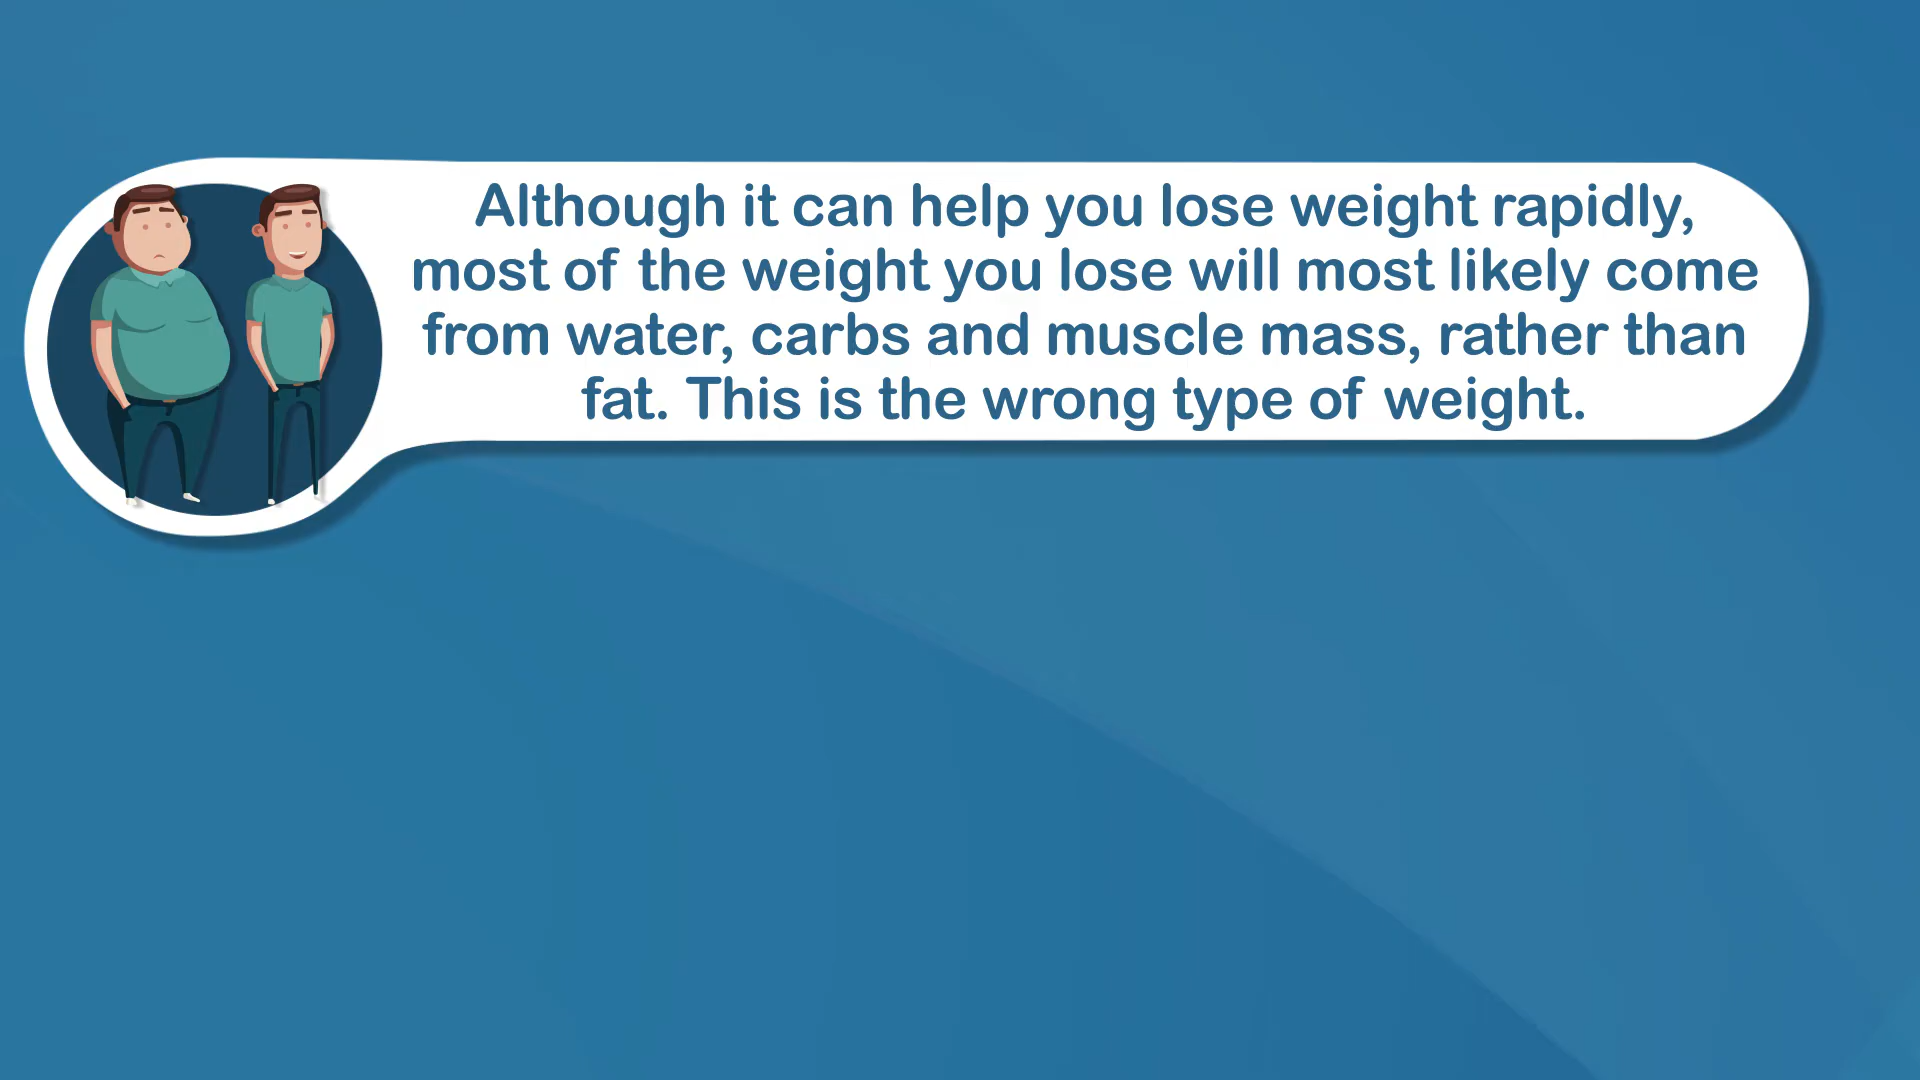 Although it can help you lose weight rapidly,
most of the weight you lose will most likely come
from water, carbs and muscle mass, rather than
fat. This is the wrong type of weight.